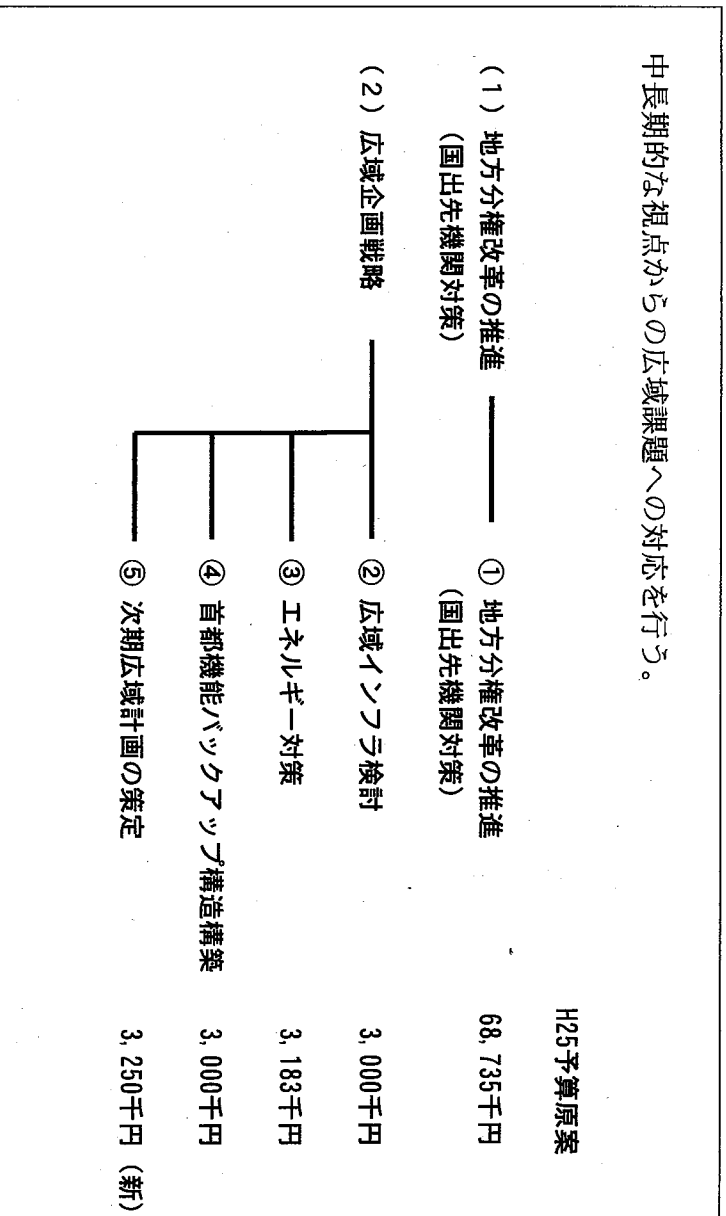 中長期的な視点からの広域課題への対応を行う。
H25予算原案
(1) 地方分権改革の推進 ① 地方分権改革の推進 68,735千円
(国出先機関対策) (国出先機関対策)
(2) 広域企画戦略 ② 広域インフラ検討 3,000千円
③ エネルギー対策 3,183千円
④ 首都機能バックアップ構造構築 3,000千円
⑤ 次期広域計画の策定 3,250千円 (新)